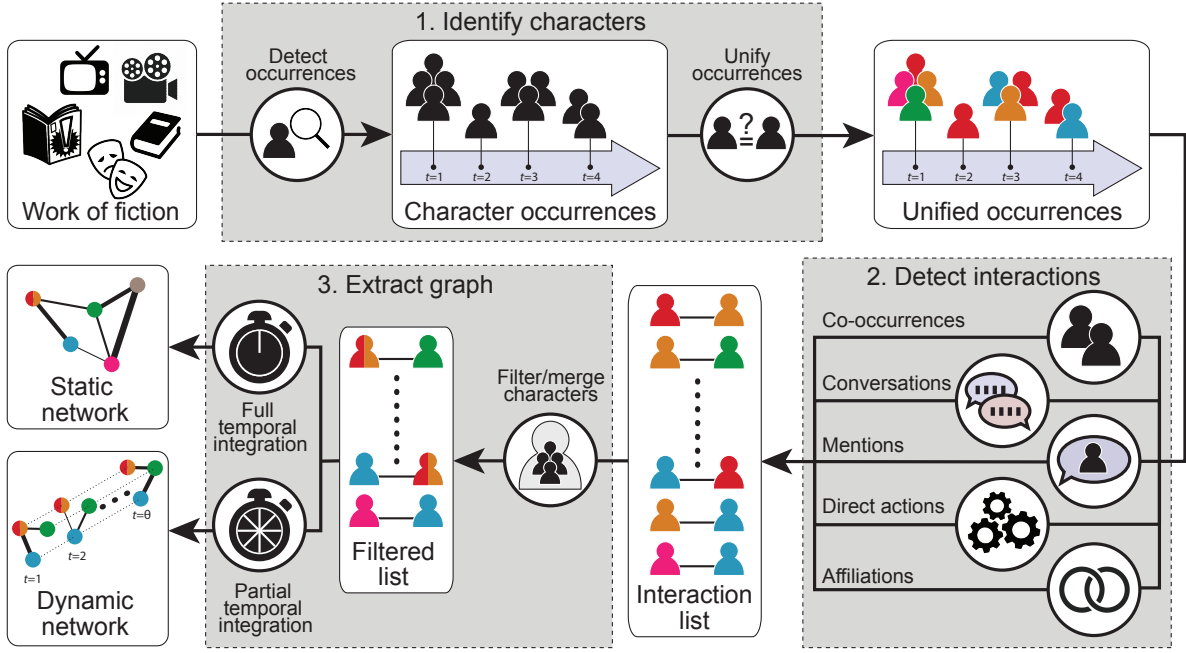 1. Identify characters
Detect
occurrences
Unify
occurrences
?
=
t=1
t=2
t=3
t=4
t=1
t=2
t=3
t=4
Work of fiction
Character occurrences
Unified occurrences
2. Detect interactions
Co-occurrences
Conversations
Mentions
Direct actions
Affiliations
Interaction
list
3. Extract graph
Filter/merge
characters
Filtered
list
Full
temporal
integration
Partial
temporal
integration
Static
network
t=1
t=2
t=θ
Dynamic
network